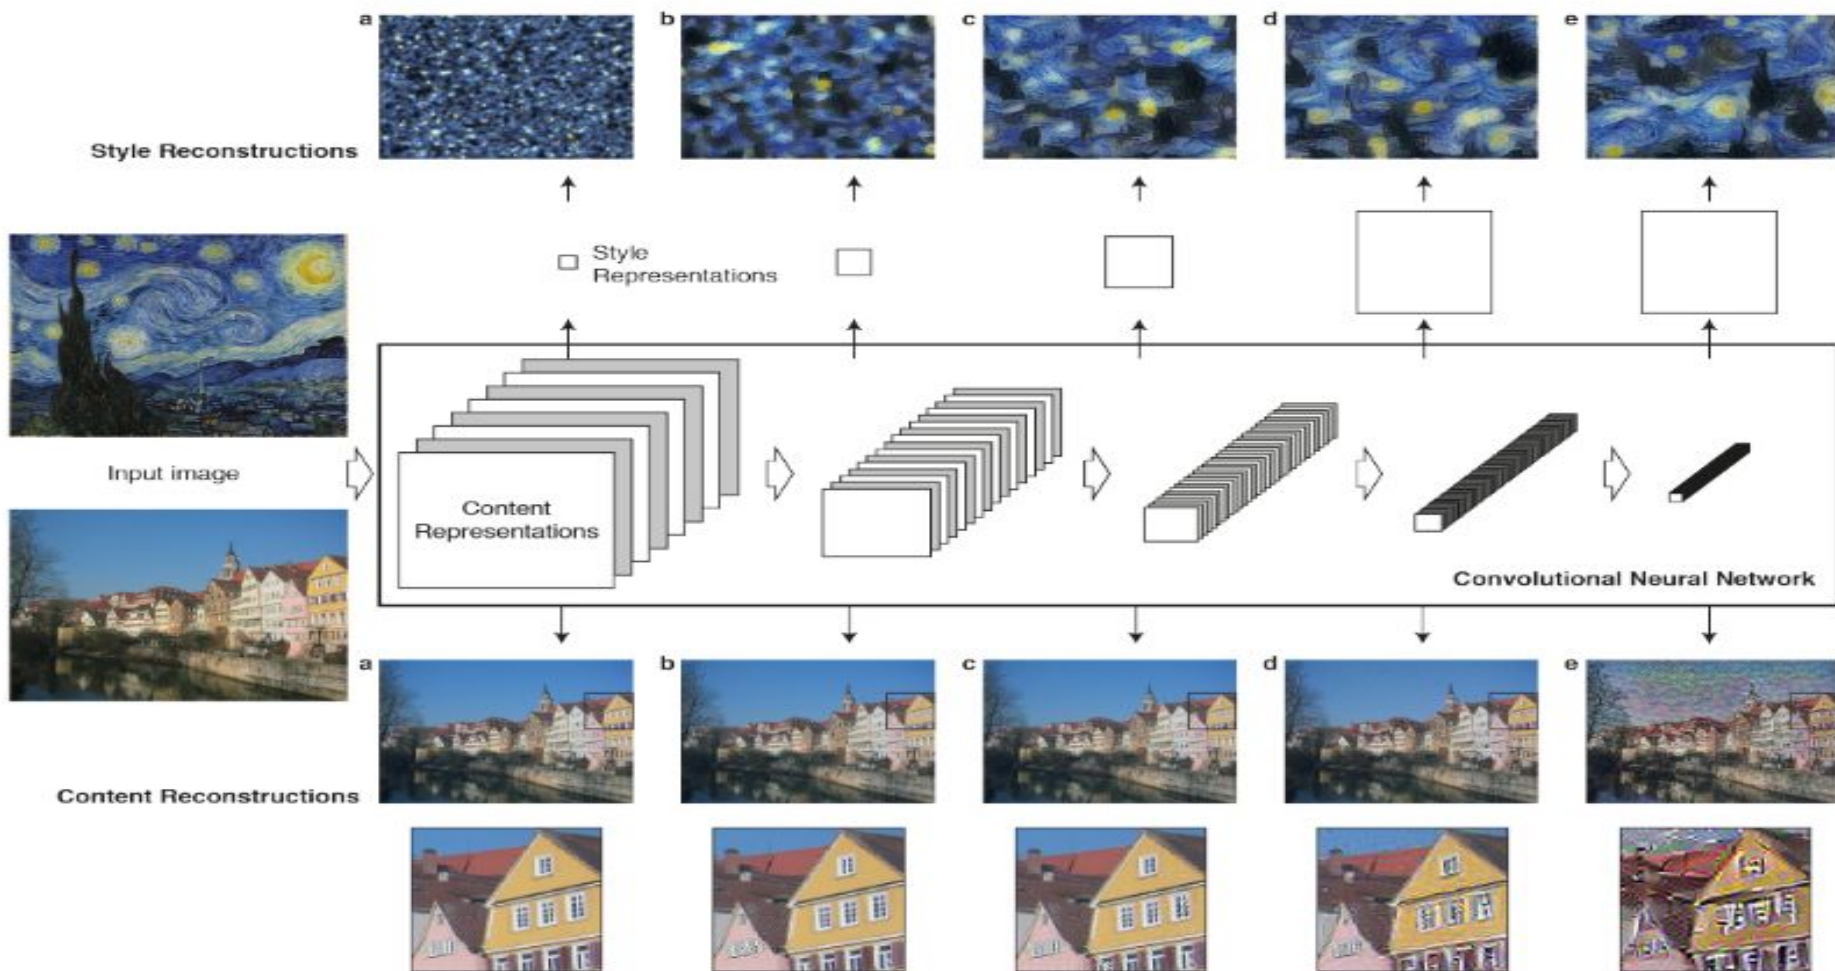 a
b
c
d
e
Style Reconstructions
Style
Representations
Input image
Content
Representations
Convolutional Neural Network
a
b
c
d
e
Content Reconstructions